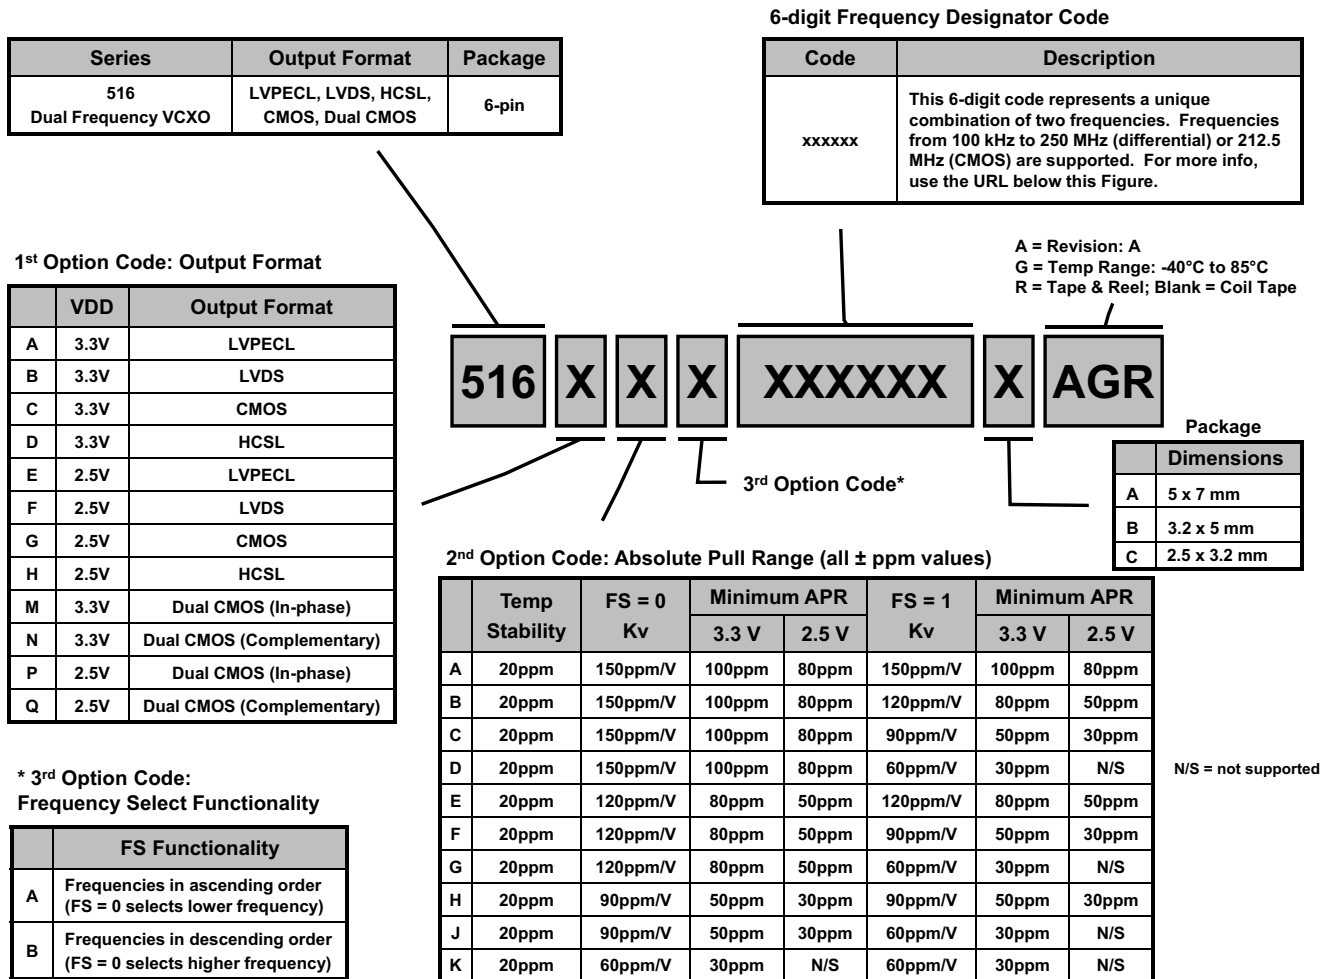 6-digit Frequency Designator Code
Series Output Format Package
516
Dual Frequency VCXO
LVPECL, LVDS, HCSL,
CMOS, Dual CMOS
6-pin
Code Description
xxxxxx
This 6-digit code represents a unique
combination of two frequencies. Frequencies
from 100 kHz to 250 MHz (differential) or 212.5
MHz (CMOS) are supported. For more info,
use the URL below this Figure.
A = Revision: A
G = Temp Range: -40°C to 85°C
R = Tape & Reel; Blank = Coil Tape
1st Option Code: Output Format
VDD Output Format
A 3.3V LVPECL
B 3.3V LVDS
C 3.3V CMOS
D 3.3V HCSL
E 2.5V LVPECL
F 2.5V LVDS
G 2.5V CMOS
H 2.5V HCSL
M 3.3V Dual CMOS (In-phase)
N 3.3V Dual CMOS (Complementary)
P 2.5V Dual CMOS (In-phase)
Q 2.5V Dual CMOS (Complementary)
516 X X X XXXXXX X AGR
3rd Option Code*
Package
Dimensions
A 5 x 7 mm
B 3.2 x 5 mm
C 2.5 x 3.2 mm
2nd Option Code: Absolute Pull Range (all ± ppm values)
Temp Stability FS = 0 Kv Minimum APR FS = 1 Kv Minimum APR
3.3 V 2.5 V 3.3 V 2.5 V
A 20ppm 150ppm/V 100ppm 80ppm 150ppm/V 100ppm 80ppm
B 20ppm 150ppm/V 100ppm 80ppm 120ppm/V 80ppm 50ppm
C 20ppm 150ppm/V 100ppm 80ppm 90ppm/V 50ppm 30ppm
D 20ppm 150ppm/V 100ppm 80ppm 60ppm/V 30ppm N/S
E 20ppm 120ppm/V 80ppm 50ppm 120ppm/V 80ppm 50ppm
F 20ppm 120ppm/V 80ppm 50ppm 90ppm/V 50ppm 30ppm
G 20ppm 120ppm/V 80ppm 50ppm 60ppm/V 30ppm N/S
H 20ppm 90ppm/V 50ppm 30ppm 90ppm/V 50ppm 30ppm
J 20ppm 90ppm/V 50ppm 30ppm 60ppm/V 30ppm N/S
K 20ppm 60ppm/V 30ppm N/S 60ppm/V 30ppm N/S
N/S = not supported
* 3rd Option Code:
Frequency Select Functionality
FS Functionality
A Frequencies in ascending order
(FS = 0 selects lower frequency)
B Frequencies in descending order
(FS = 0 selects higher frequency)